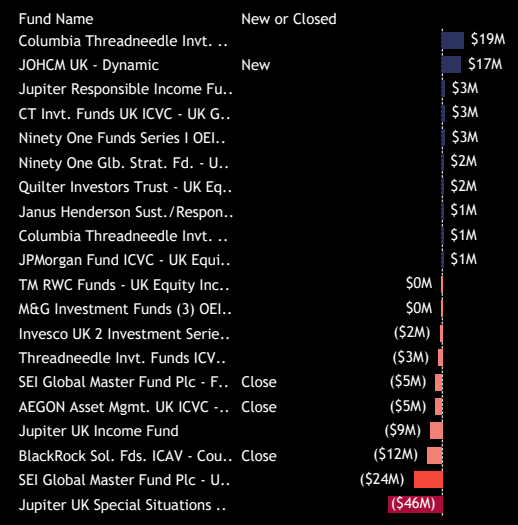 Fund Name New or Closed
Columbia Threadneedle Invt. .. $19M
JOHCM UK - Dynamic New $17M
Jupiter Responsible Income Fu.. $3M
CT Invt. Funds UK ICVC - UK G.. $3M
Ninety One Funds Series I OEI.. $3M
Ninety One Glb. Strat. Fd. - U.. $2M
Quilter Investors Trust - UK Eq.. $2M
Janus Henderson Sust./Respon.. $1M
Columbia Threadneedle Invt. .. $1M
JPMorgan Fund ICVC - UK Equi.. $1M
TM RWC Funds - UK Equity Inc.. $0M
M&G Investment Funds (3) OEI.. $0M
Invesco UK 2 Investment Serie.. ($2M)
Threadneedle Invt. Funds ICV.. ($3M)
SEI Global Master Fund Plc - F.. Close ($5M)
AEGON Asset Mgmt. UK ICVC -.. Close ($5M)
Jupiter UK Income Fund ($9M)
BlackRock Sol. Fds. ICAV - Cou.. Close ($12M)
SEI Global Master Fund Plc - U.. ($24M)
Jupiter UK Special Situations .. ($46M)